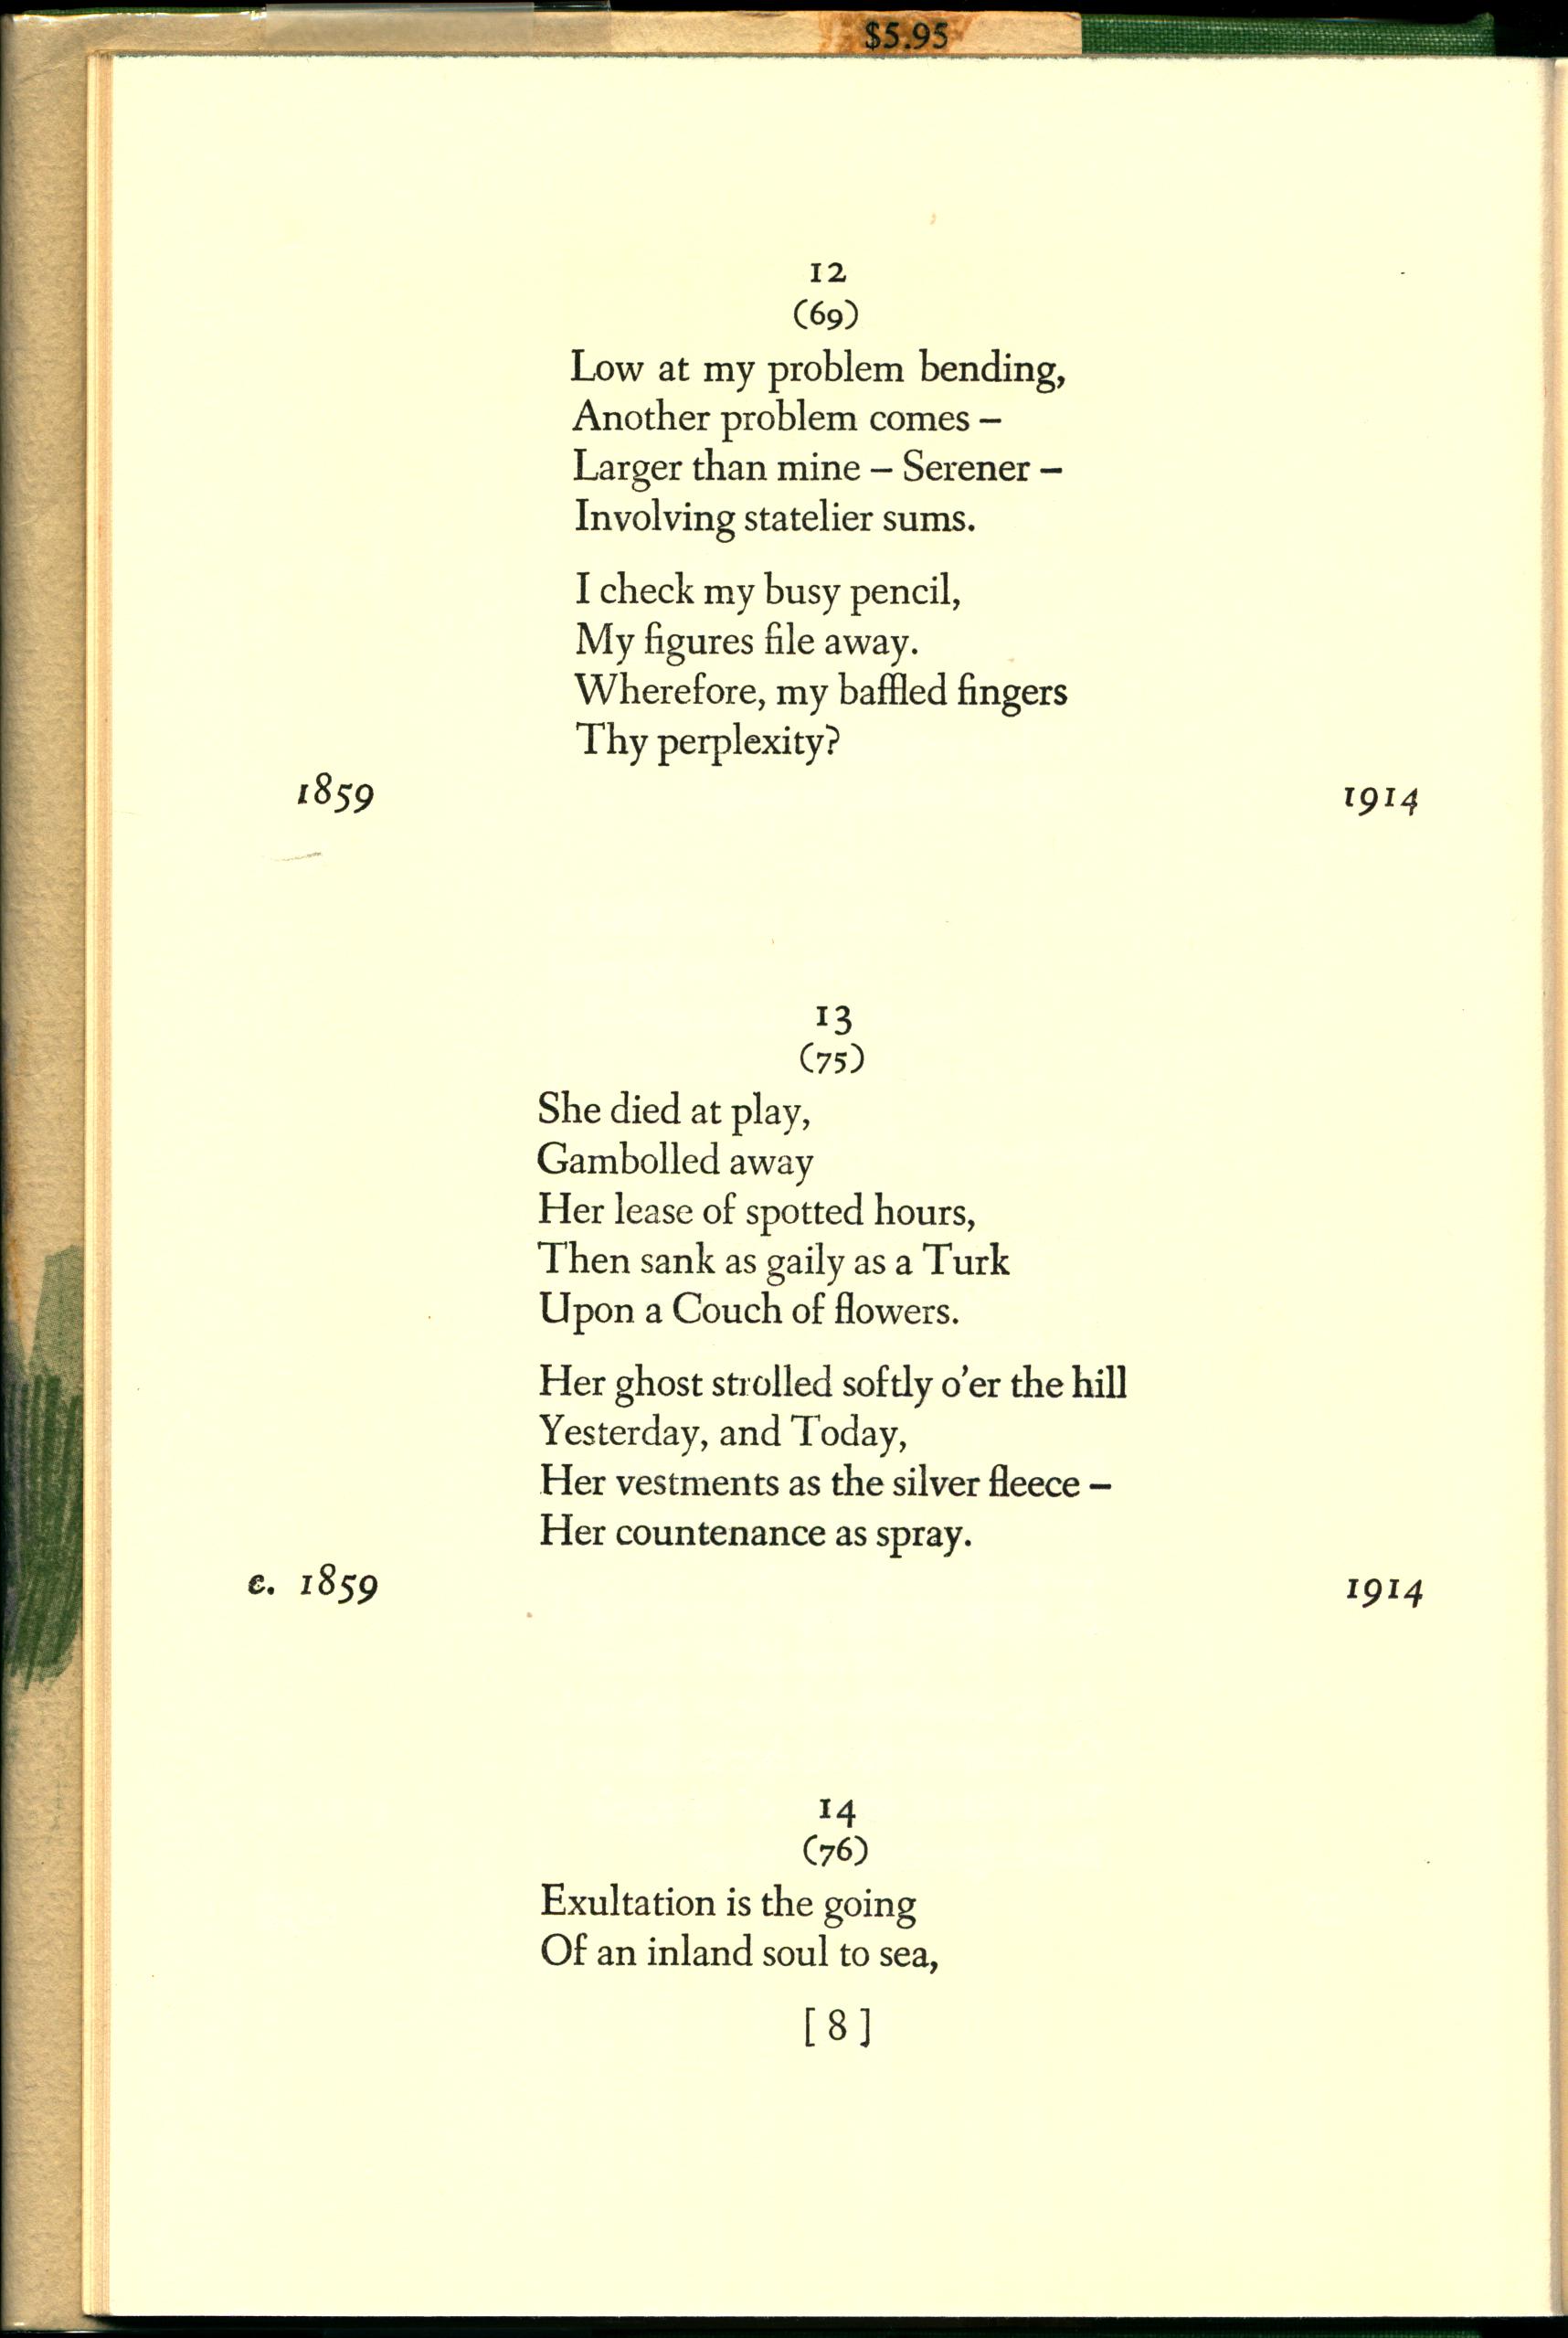 $5.95
12
(69)
Low at my problem bending,
Another problem comes –
Larger than mine – Serener –
Involving statelier sums.
I check my busy pencil,
My figures file away.
Wherefore, my baffled fingers
Thy perplexity?
1859 1914
13
(75)
She died at play,
Gambolled away
Her lease of spotted hours,
Then sank as gaily as a Turk
Upon a Couch of flowers.
Her ghost strolled softly o'er the hill
Yesterday, and Today,
Her vestments as the silver fleece –
Her countenance as spray.
c. 1859 1914
14
(76)
Exultation is the going
Of an inland soul to sea,
[ 8 ]